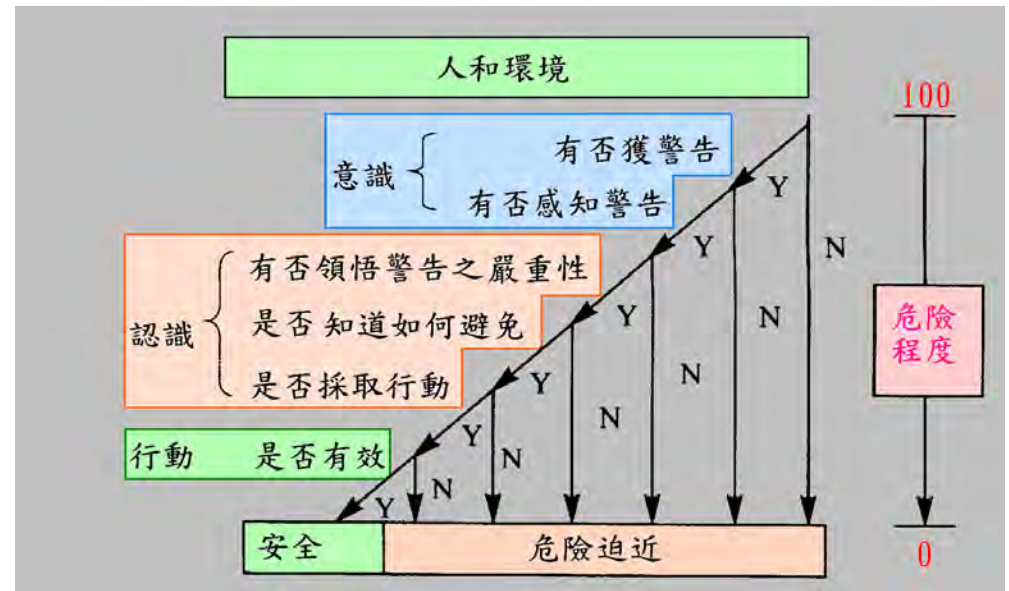 人和環境
100
意識
有否獲警告
有否感知警告
Y
Y
N
認識
有否領悟警告之嚴重性
是否知道如何避免
是否採取行動
Y
N
危險
程度
Y
N
N
行動 是否有效
Y
N
N
Y
安全
危險迫近
0